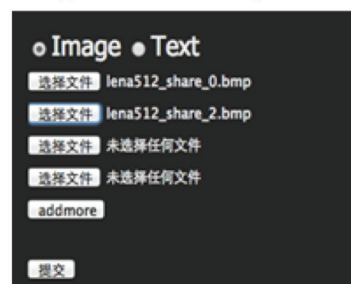 Image Text
选择文件 lena512_share_0.bmp
选择文件 lena512_share_2.bmp
选择文件 未选择任何文件
选择文件 未选择任何文件
addmore
提交